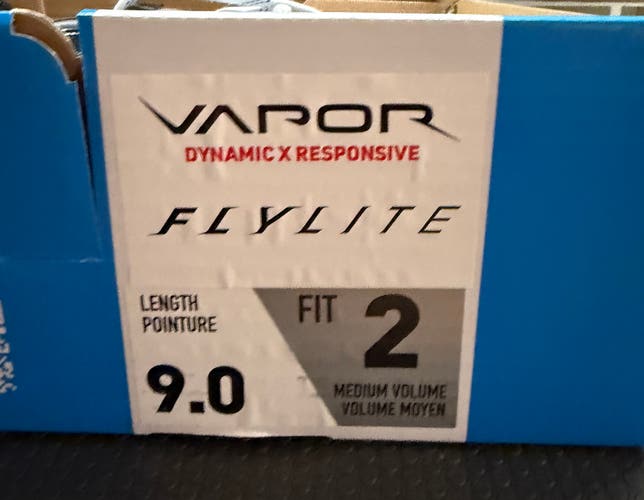 VAPOR
DYNAMIC X RESPONSIVE
FLYLITE
LENGTH
POINTURE
9.0
FIT 2
MEDIUM VOLUME
VOLUME MOYEN